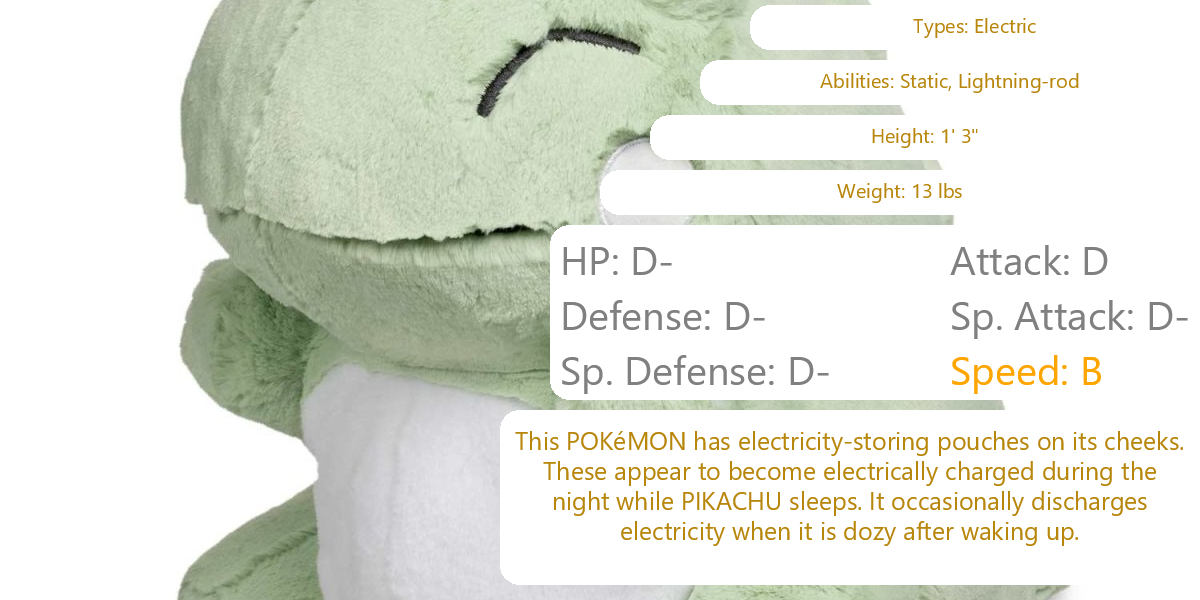 Types: Electric
Abilities: Static, Lightning-rod
Height: 1' 3"
Weight: 13 lbs
HP: D-
Attack: D
Defense: D-
Sp. Attack: D-
Sp. Defense: D-
Speed: B
This POKéMON has electricity-storing pouches on its cheeks.
These appear to become electrically charged during the
night while PIKACHU sleeps. It occasionally discharges
electricity when it is dozy after waking up.